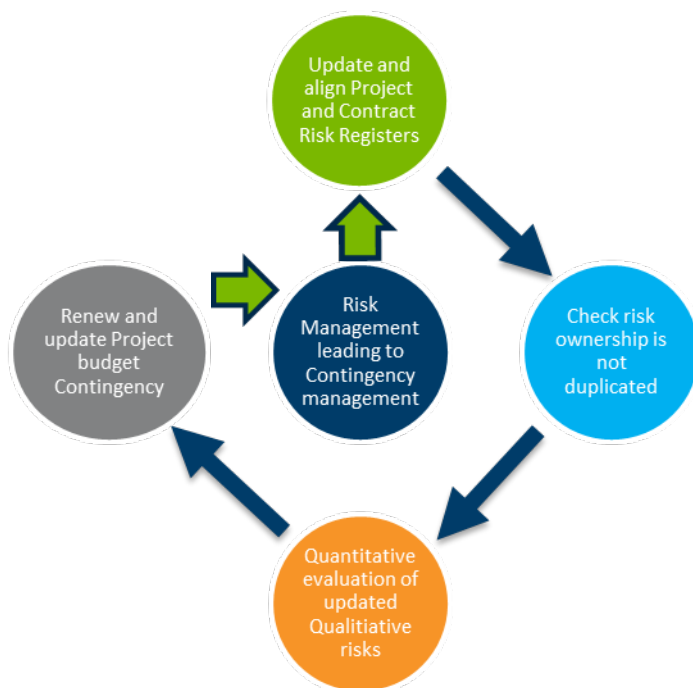 Update and
align Project
and Contract
Risk Registers
Renew and
update Project
budget
Contingency
Risk
Management
leading to
Contingency
management
Check risk
ownership is
not
duplicated
Quantitative
evaluation of
updated
Qualitiative
risks